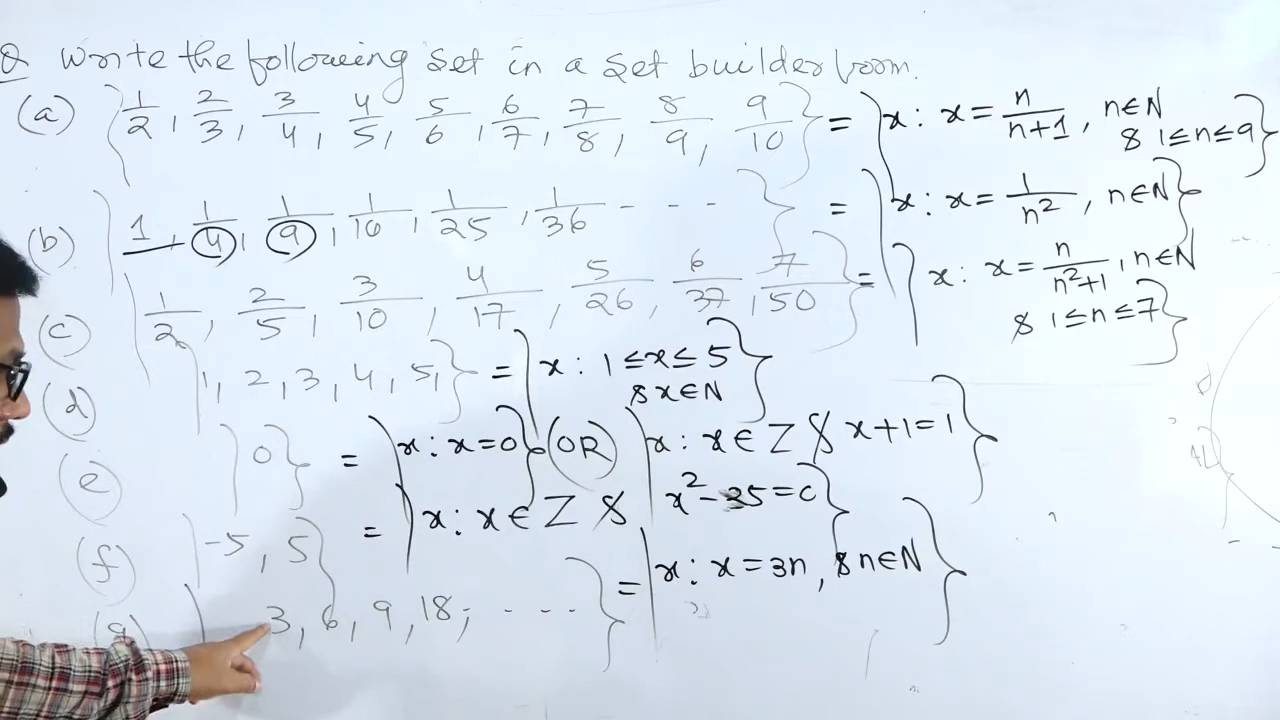 Q Write the following set in a set builder foom.
(a) { 1/2, 2/3, 3/4, 4/5, 5/6, 6/7, 7/8, 8/9, 9/10 } = { x : x = n/n+1, n∈N & 1≤n≤9 }
(b) { 1, 1/4, 1/9, 1/16, 1/25, 1/36 - - - } = { x : x = 1/n², n∈N }
(c) { 1/2, 2/5, 3/10, 4/17, 5/26, 6/37, 7/50 } = { x : x = n/n²+1, n∈N & 1≤n≤7 }
(d) { 1, 2, 3, 4, 5, } = { x : 1≤x≤5 & x∈N }
(e) { 0 } = { x : x=0 } (OR) { x : x∈Z & x+1=1 }
(f) { -5, 5 } = { x : x∈Z & x²-25=0 }
(g) { 3, 6, 9, 18, - - - } = { x : x=3n, & n∈N }